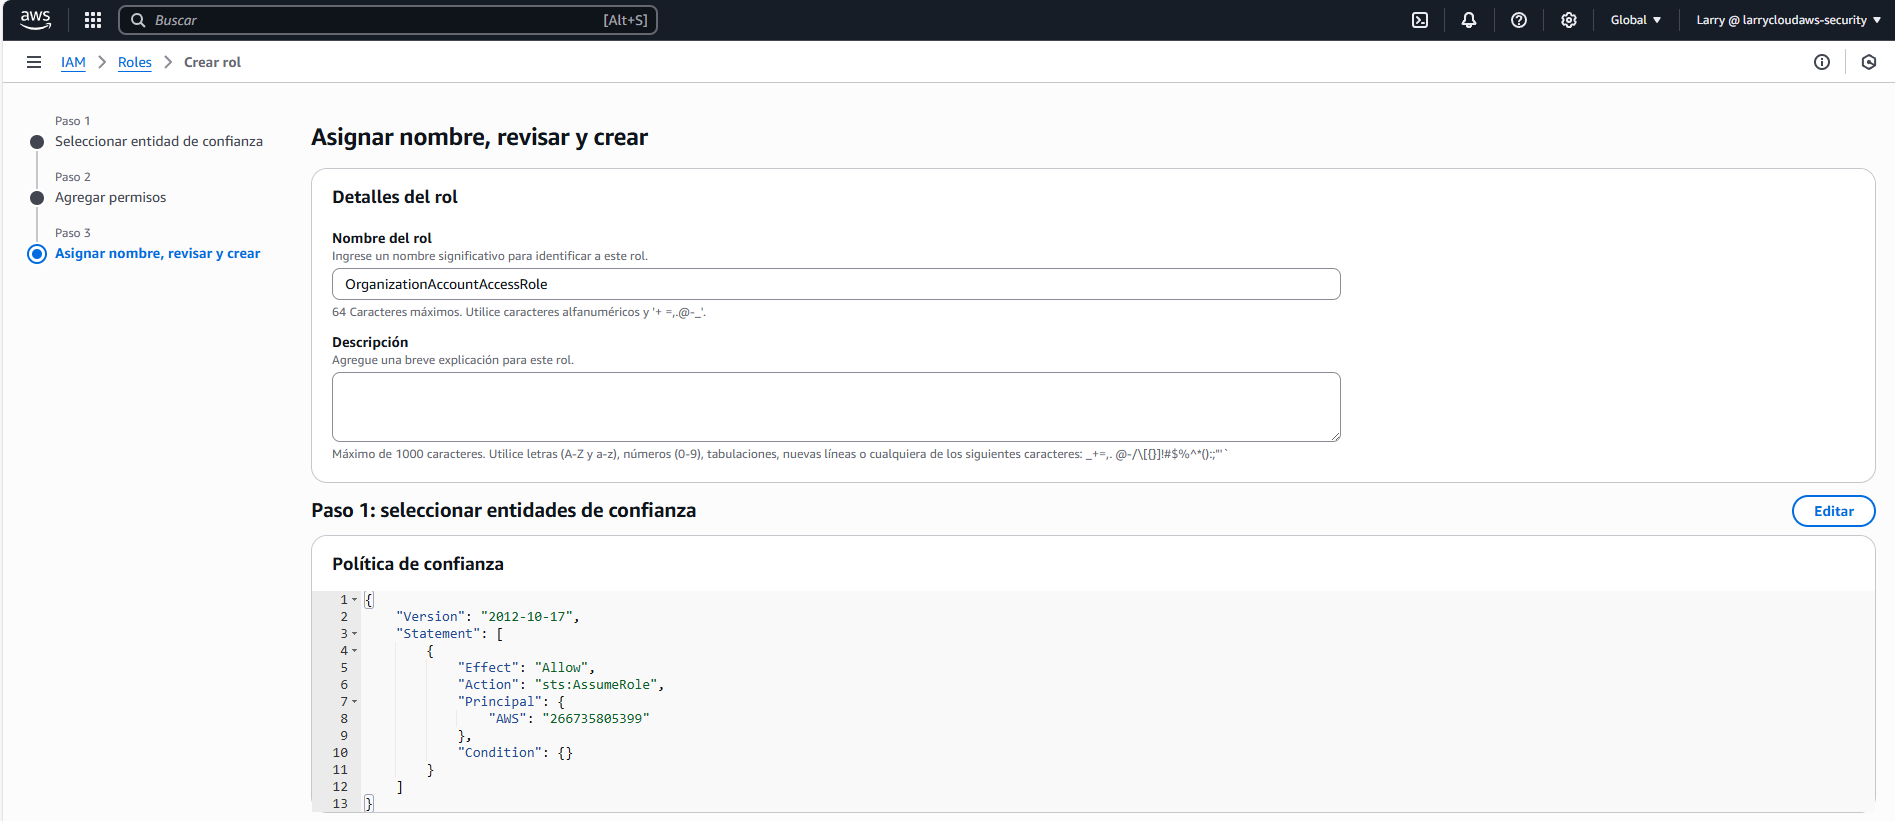 aws
Buscar [Alt+S]
Global
Larry @ larrycloudaws-security
IAM > Roles > Crear rol
Paso 1
Seleccionar entidad de confianza
Paso 2
Agregar permisos
Paso 3
Asignar nombre, revisar y crear
Asignar nombre, revisar y crear
Detalles del rol
Nombre del rol
Ingrese un nombre significativo para identificar a este rol.
OrganizationAccountAccessRole
64 Caracteres máximos. Utilice caracteres alfanuméricos y '+ =,.@-_'.
Descripción
Agregue una breve explicación para este rol.
Máximo de 1000 caracteres. Utilice letras (A-Z y a-z), números (0-9), tabulaciones, nuevas líneas o cualquiera de los siguientes caracteres: _+=,. @-/\[{}]!#$%^*():;"'`
Paso 1: seleccionar entidades de confianza
Editar
Política de confianza
1 {
2 "Version": "2012-10-17",
3 "Statement": [
4 {
5 "Effect": "Allow",
6 "Action": "sts:AssumeRole",
7 "Principal": {
8 "AWS": "266735805399"
9 },
10 "Condition": {}
11 }
12 ]
13 }